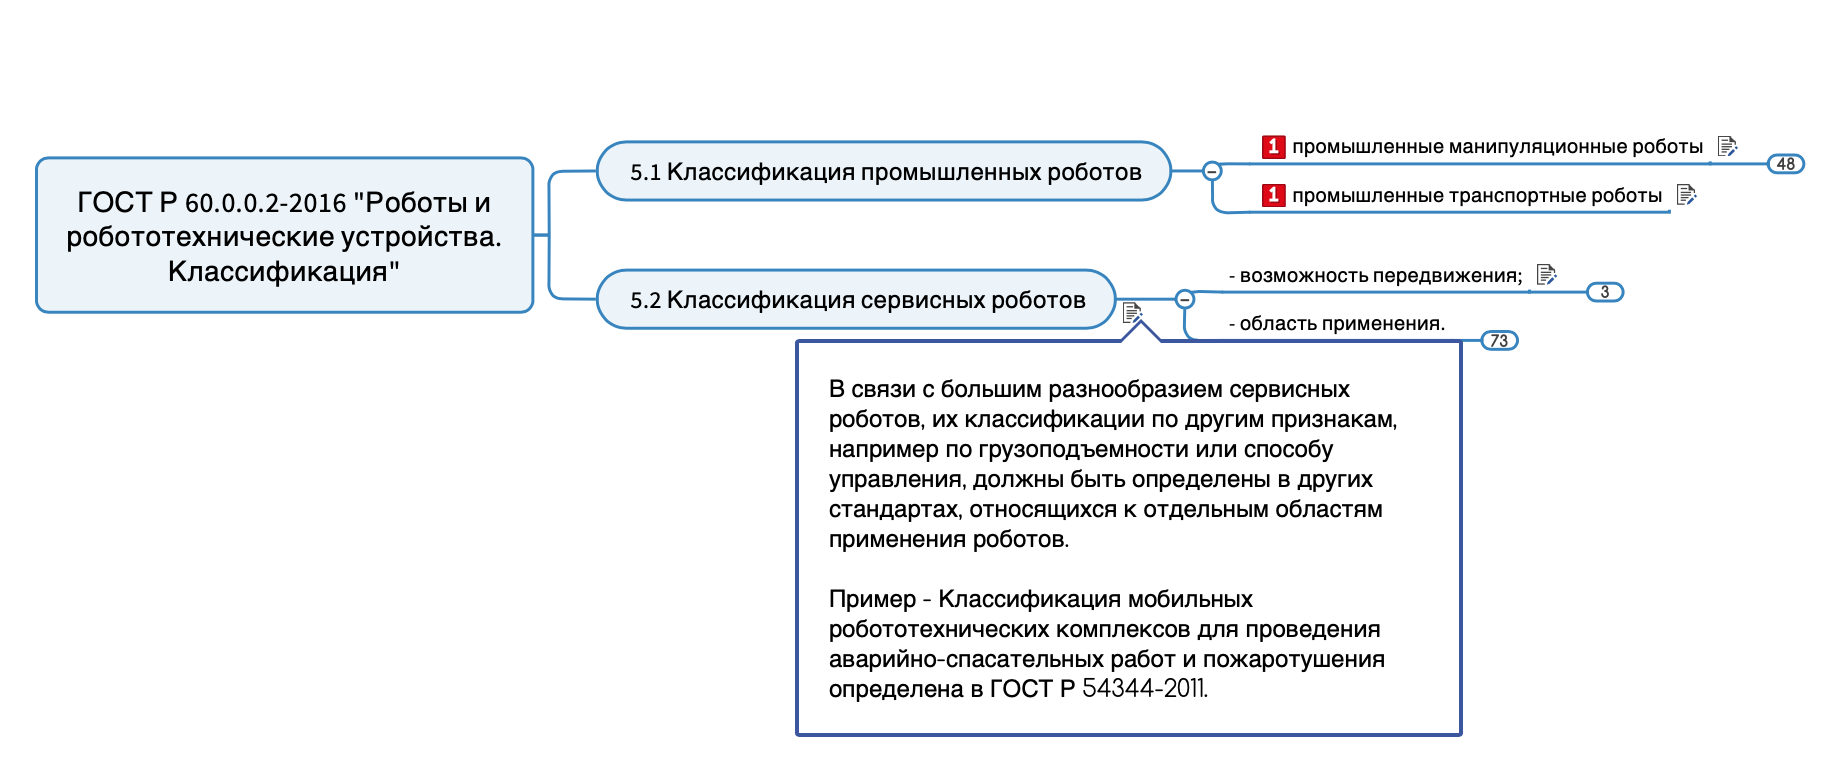 ГОСТ Р 60.0.0.2-2016 "Роботы и
робототехнические устройства.
Классификация"
5.1 Классификация промышленных роботов
1 промышленные манипуляционные роботы
48
1 промышленные транспортные роботы
5.2 Классификация сервисных роботов
- возможность передвижения;
3
- область применения.
73
В связи с большим разнообразием сервисных
роботов, их классификации по другим признакам,
например по грузоподъемности или способу
управления, должны быть определены в других
стандартах, относящихся к отдельным областям
применения роботов.
Пример - Классификация мобильных
робототехнических комплексов для проведения
аварийно-спасательных работ и пожаротушения
определена в ГОСТ Р 54344-2011.